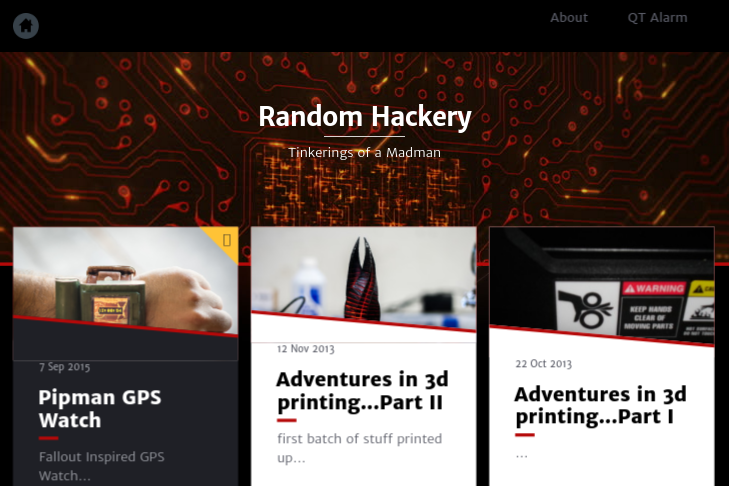 About
QT Alarm
Random Hackery
Tinkerings of a Madman
7 Sep 2015
Pipman GPS
Watch
Fallout Inspired GPS
Watch...
12 Nov 2013
Adventures in 3d
printing...Part II
first batch of stuff printed
up...
WARNING
KEEP HANDS
CLEAR OF
MOVING PARTS
22 Oct 2013
Adventures in 3d
printing...Part I
...